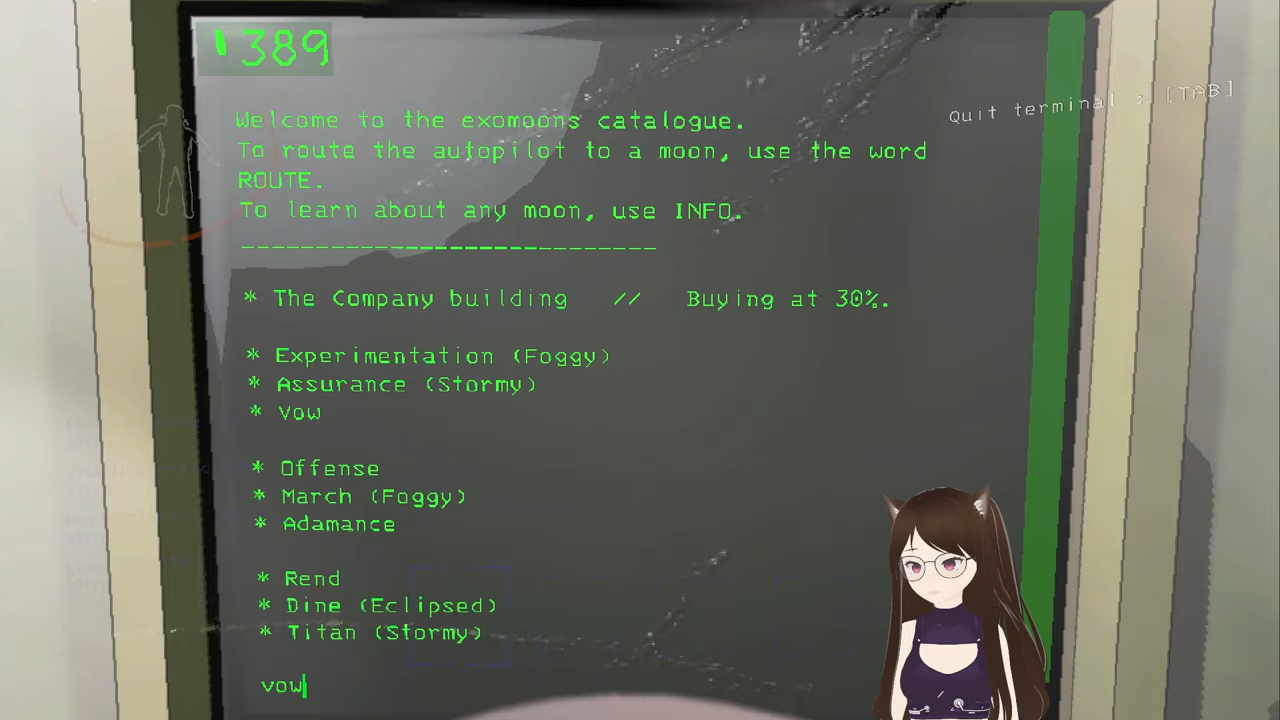 389
Quit terminal : [TAB]
Welcome to the exomoons catalogue.
To route the autopilot to a moon, use the word
ROUTE.
To learn about any moon, use INFO.
----------------------------
* The Company building // Buying at 30%.
* Experimentation (Foggy)
* Assurance (Stormy)
* Vow
* Offense
* March (Foggy)
* Adamance
* Rend
* Dine (Eclipsed)
* Titan (Stormy)
vow